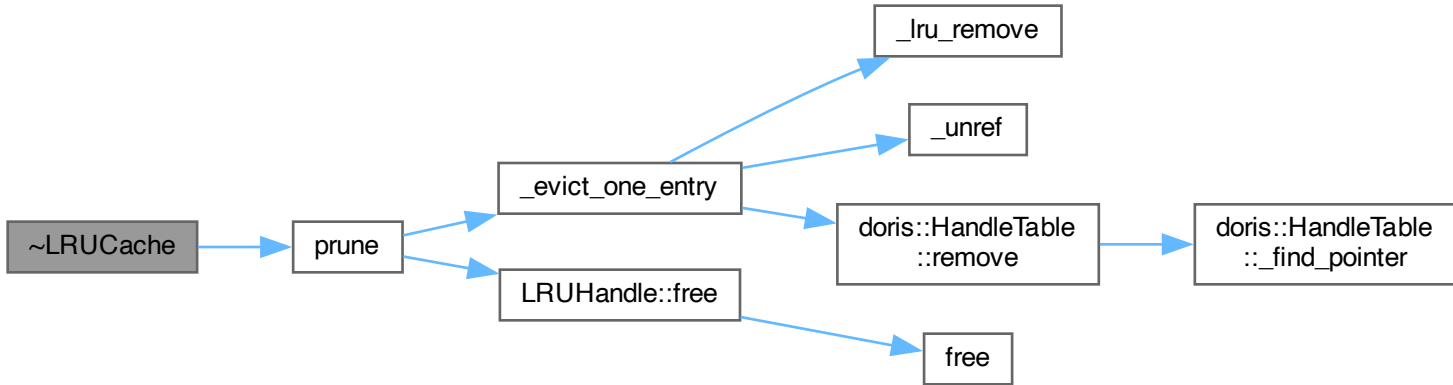 _lru_remove
_unref
_evict_one_entry
~LRUCache
prune
doris::HandleTable
::remove
doris::HandleTable
::_find_pointer
LRUHandle::free
free